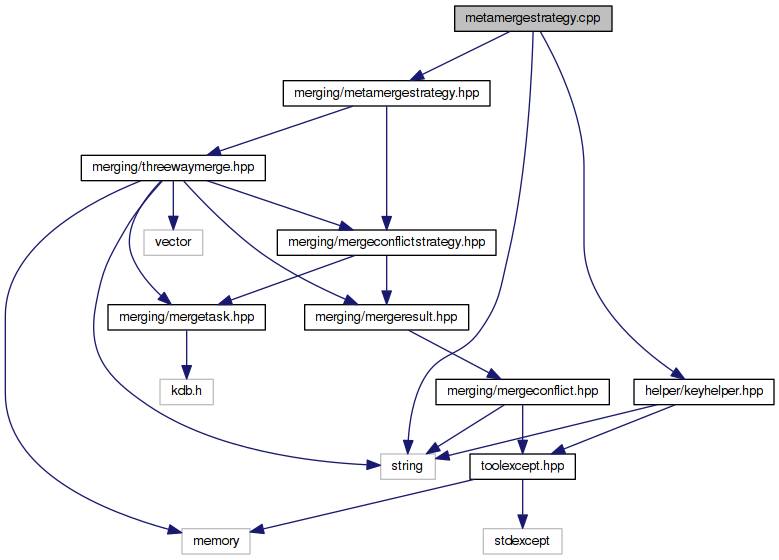 metamergestrategy.cpp
merging/metamergestrategy.hpp
merging/threewaymerge.hpp
vector
merging/mergeconflictstrategy.hpp
merging/mergetask.hpp
merging/mergeresult.hpp
kdb.h
merging/mergeconflict.hpp
helper/keyhelper.hpp
string
toolexcept.hpp
memory
stdexcept